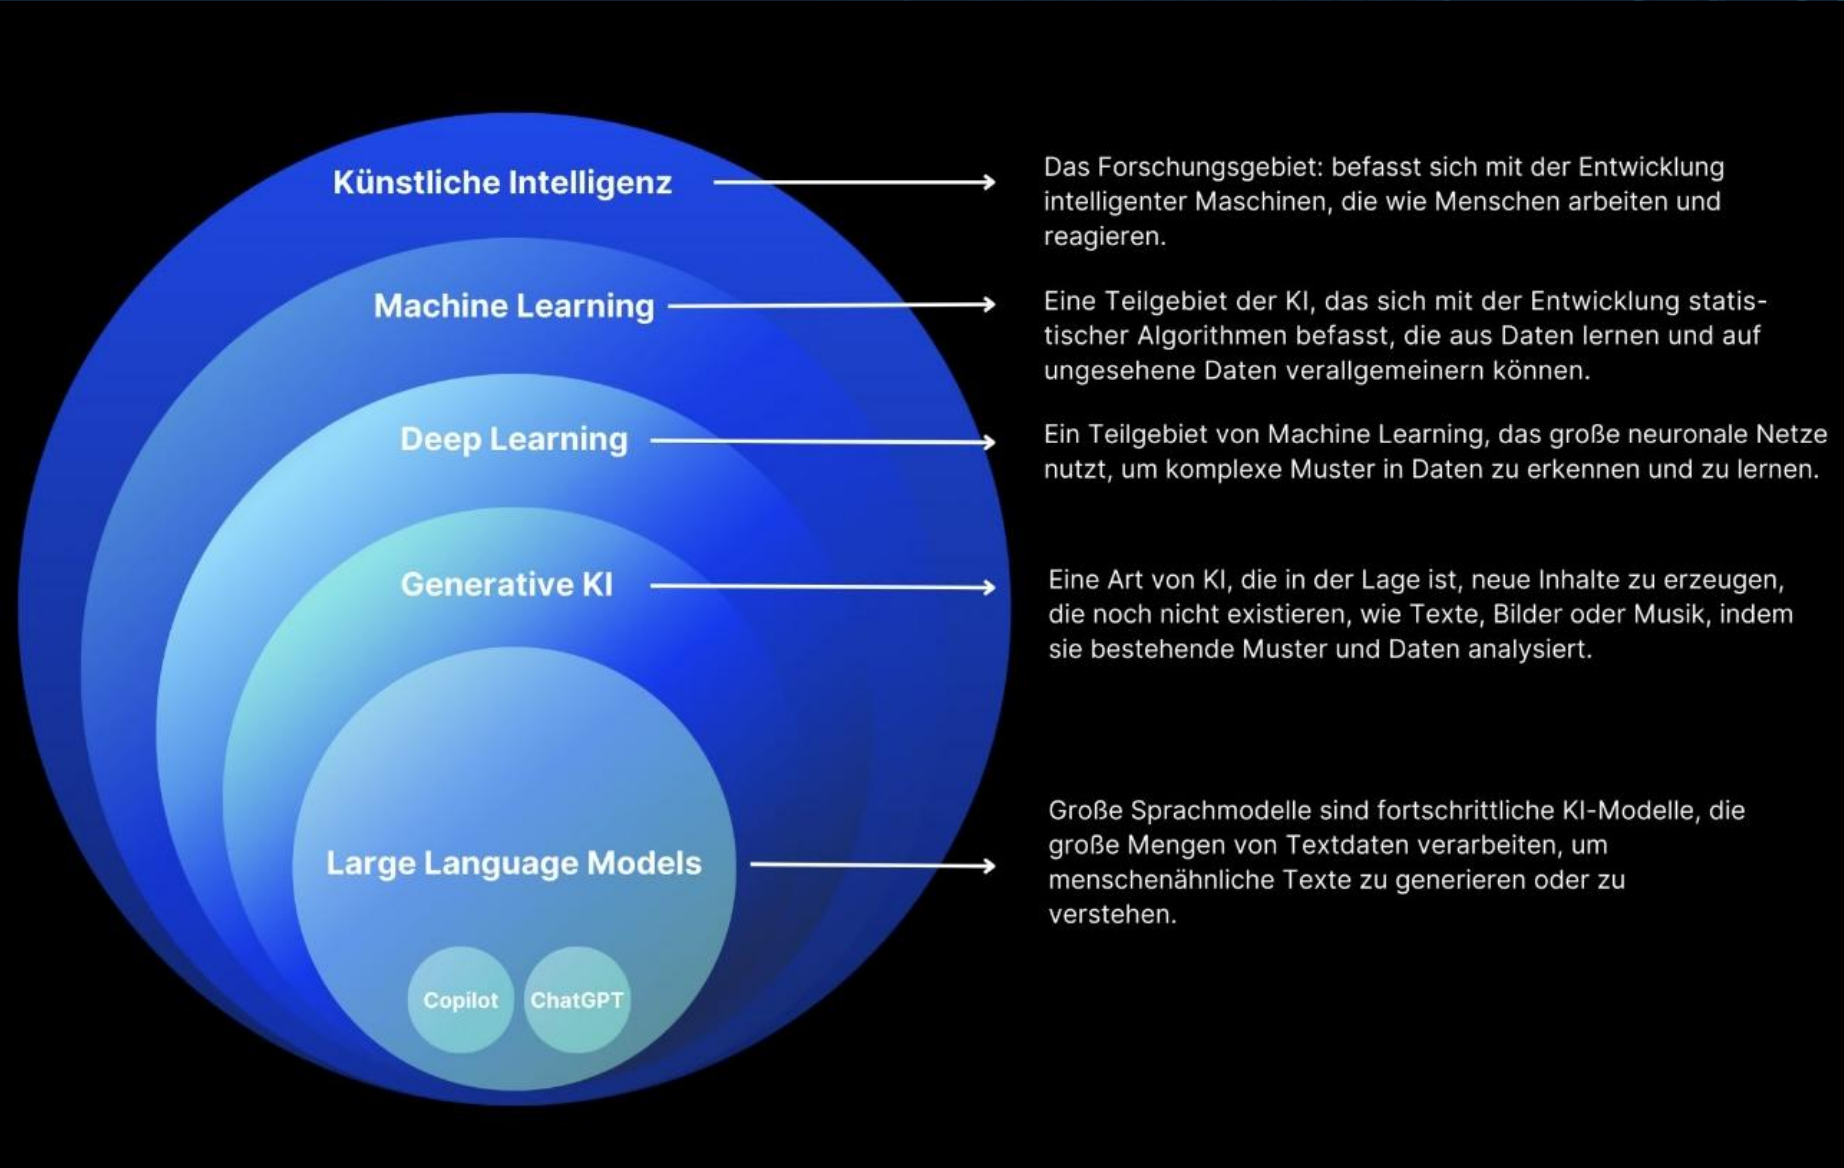 Künstliche Intelligenz
Das Forschungsgebiet: befasst sich mit der Entwicklung
intelligenter Maschinen, die wie Menschen arbeiten und
reagieren.
Machine Learning
Eine Teilgebiet der KI, das sich mit der Entwicklung statis-
tischer Algorithmen befasst, die aus Daten lernen und auf
ungesehene Daten verallgemeinern können.
Deep Learning
Ein Teilgebiet von Machine Learning, das große neuronale Netze
nutzt, um komplexe Muster in Daten zu erkennen und zu lernen.
Generative KI
Eine Art von KI, die in der Lage ist, neue Inhalte zu erzeugen,
die noch nicht existieren, wie Texte, Bilder oder Musik, indem
sie bestehende Muster und Daten analysiert.
Large Language Models
Große Sprachmodelle sind fortschrittliche KI-Modelle, die
große Mengen von Textdaten verarbeiten, um
menschenähnliche Texte zu generieren oder zu
verstehen.
Copilot
ChatGPT